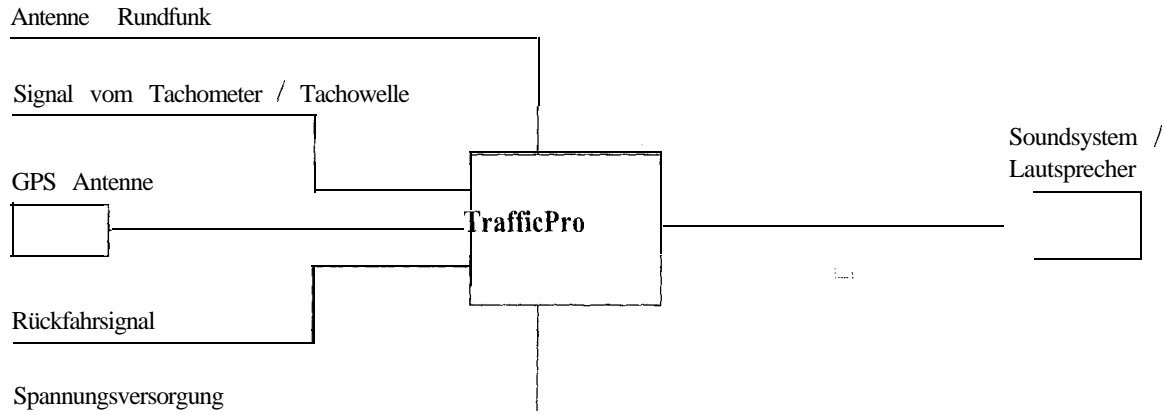 Antenne Rundfunk
Signal vom Tachometer / Tachowelle
Soundsystem /
Lautsprecher
GPS Antenne
TrafficPro
Rückfahrsignal
Spannungsversorgung